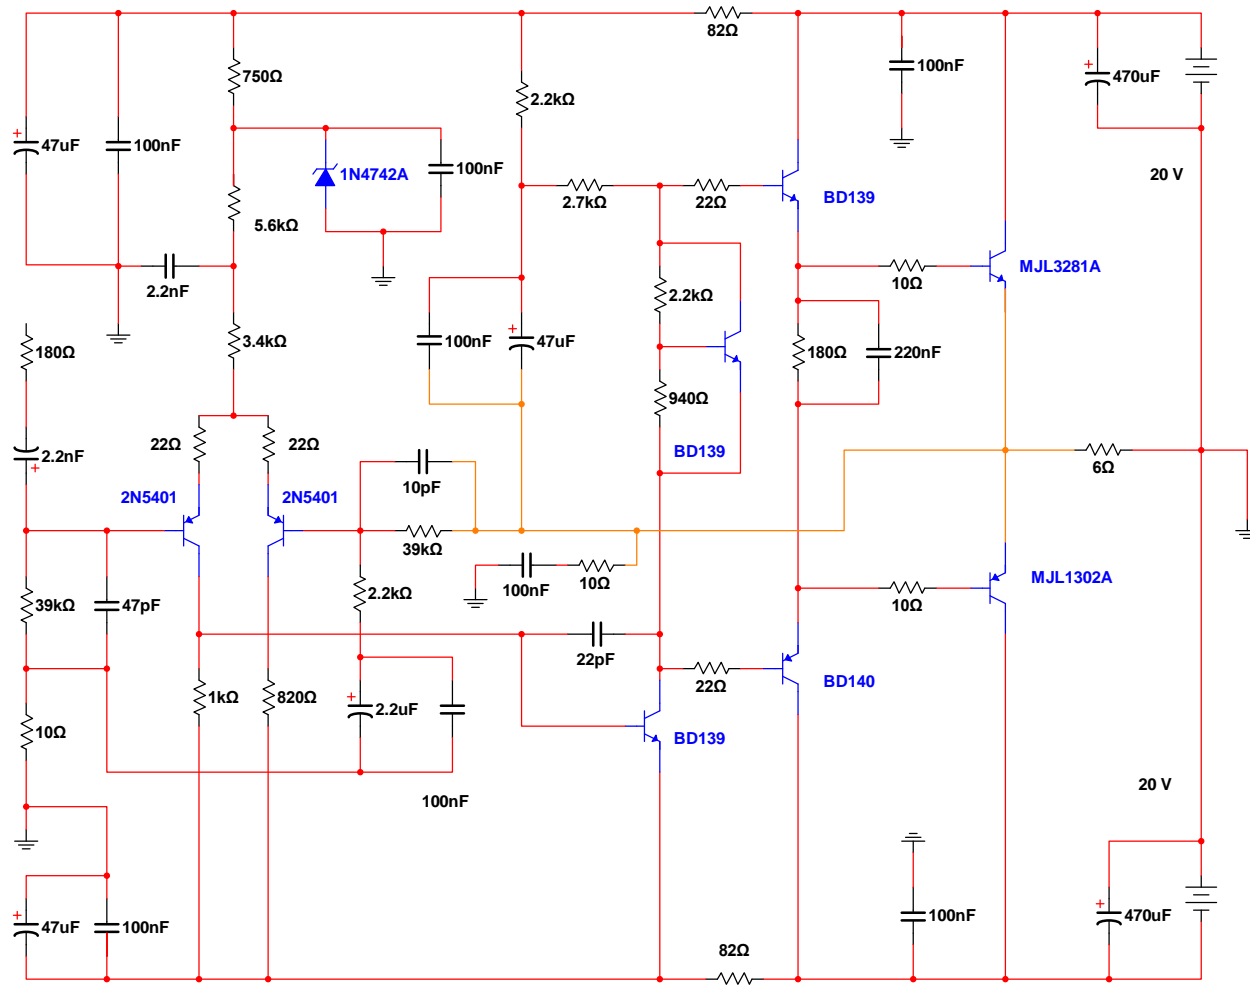 82Ω
750Ω
100nF
470uF
2.2kΩ
+
47uF
100nF
100nF
1N4742A
20 V
2.7kΩ
22Ω
BD139
5.6kΩ
MJL3281A
10Ω
2.2nF
2.2kΩ
180Ω
3.4kΩ
100nF
+
47uF
180Ω
220nF
940Ω
22Ω
22Ω
BD139
2.2nF
+
6Ω
10pF
2N5401
2N5401
39kΩ
100nF
10Ω
MJL1302A
10Ω
39kΩ
47pF
2.2kΩ
22pF
22Ω
BD140
1kΩ
820Ω
+
2.2uF
10Ω
BD139
20 V
100nF
+
47uF
100nF
100nF
+
470uF
82Ω
+